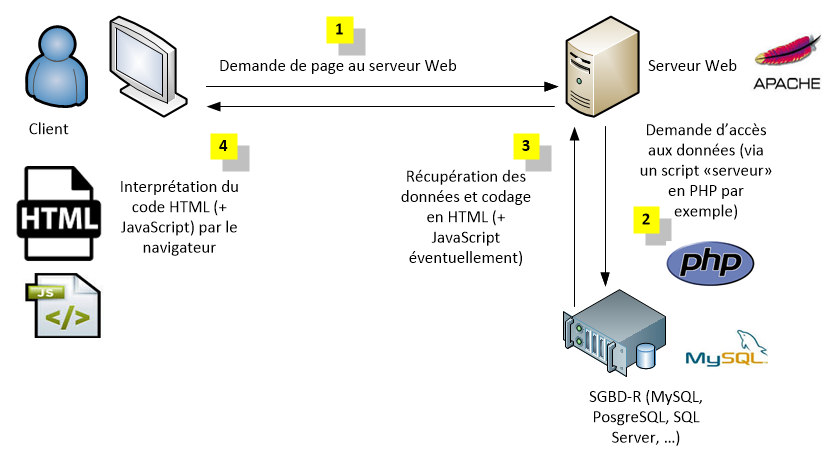 1
Demande de page au serveur Web
Serveur Web
APACHE
Client
4
Interprétation du
code HTML (+
JavaScript) par le
navigateur
HTML
JS
</>
3
Récupération des
données et codage
en HTML (+
JavaScript
éventuellement)
Demande d’accès
aux données (via
un script «serveur»
en PHP par
exemple)
2
php
MySQL
SGBD-R (MySQL,
PosgreSQL, SQL
Server, …)